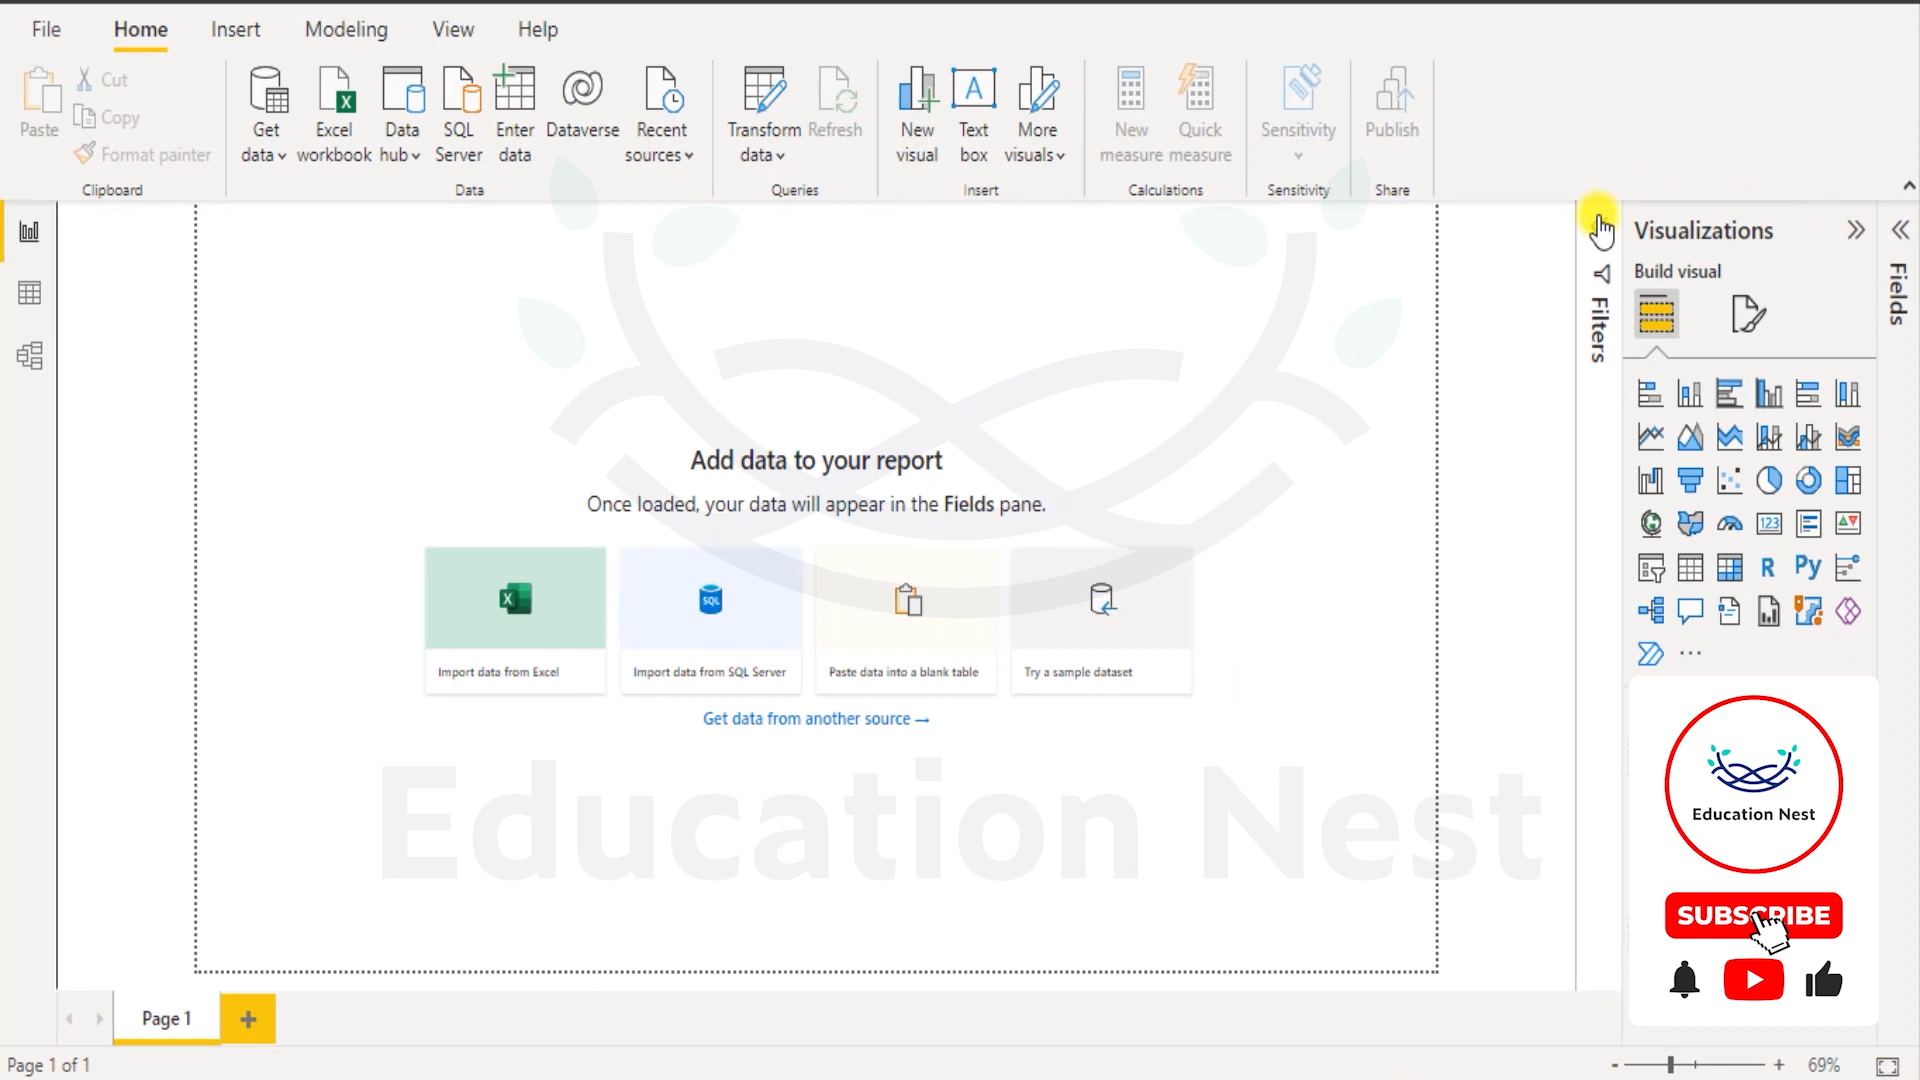 File Home Insert Modeling View Help
Paste
Cut
Copy
Format painter
Clipboard
Get data
Excel workbook
Data hub
SQL Server
Enter data
Dataverse
Recent sources
Data
Transform data
Refresh
Queries
New visual
Text box
More visuals
Insert
New measure
Quick measure
Calculations
Sensitivity
Sensitivity
Publish
Share
Filters
Visualizations
Build visual
Fields
123
R
Py
Add data to your report
Once loaded, your data will appear in the Fields pane.
SQL
Import data from Excel
Import data from SQL Server
Paste data into a blank table
Try a sample dataset
Get data from another source →
Education Nest
Education Nest
SUBSCRIBE
Page 1
Page 1 of 1
69%